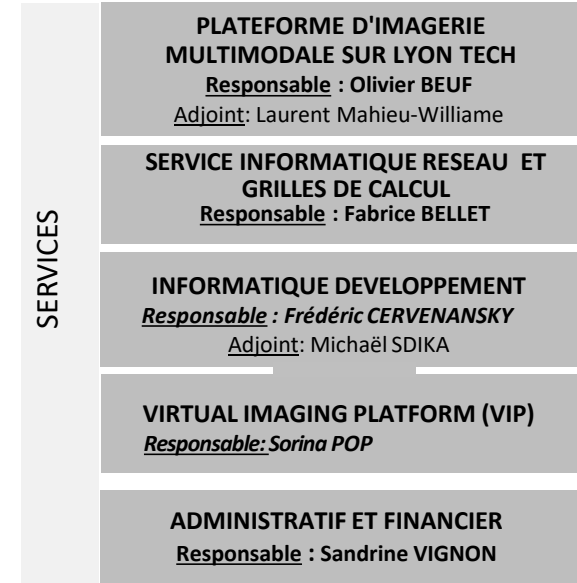 SERVICES
PLATEFORME D'IMAGERIE
MULTIMODALE SUR LYON TECH
Responsable : Olivier BEUF
Adjoint: Laurent Mahieu-Williame
SERVICE INFORMATIQUE RESEAU ET
GRILLES DE CALCUL
Responsable : Fabrice BELLET
INFORMATIQUE DEVELOPPEMENT
Responsable : Frédéric CERVENANSKY
Adjoint: Michaël SDIKA
VIRTUAL IMAGING PLATFORM (VIP)
Responsable: Sorina POP
ADMINISTRATIF ET FINANCIER
Responsable : Sandrine VIGNON